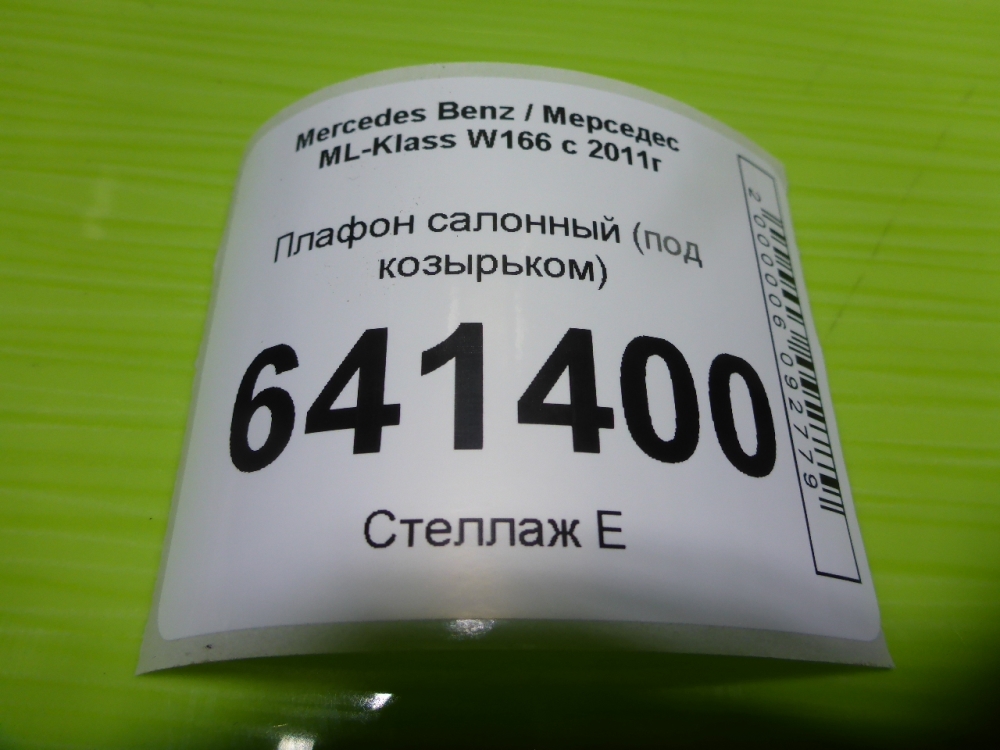 Mercedes Benz / Мерседес
ML-Klass W166 с 2011г
Плафон салонный (под
козырьком)
641400
Стеллаж Е
2000006092779